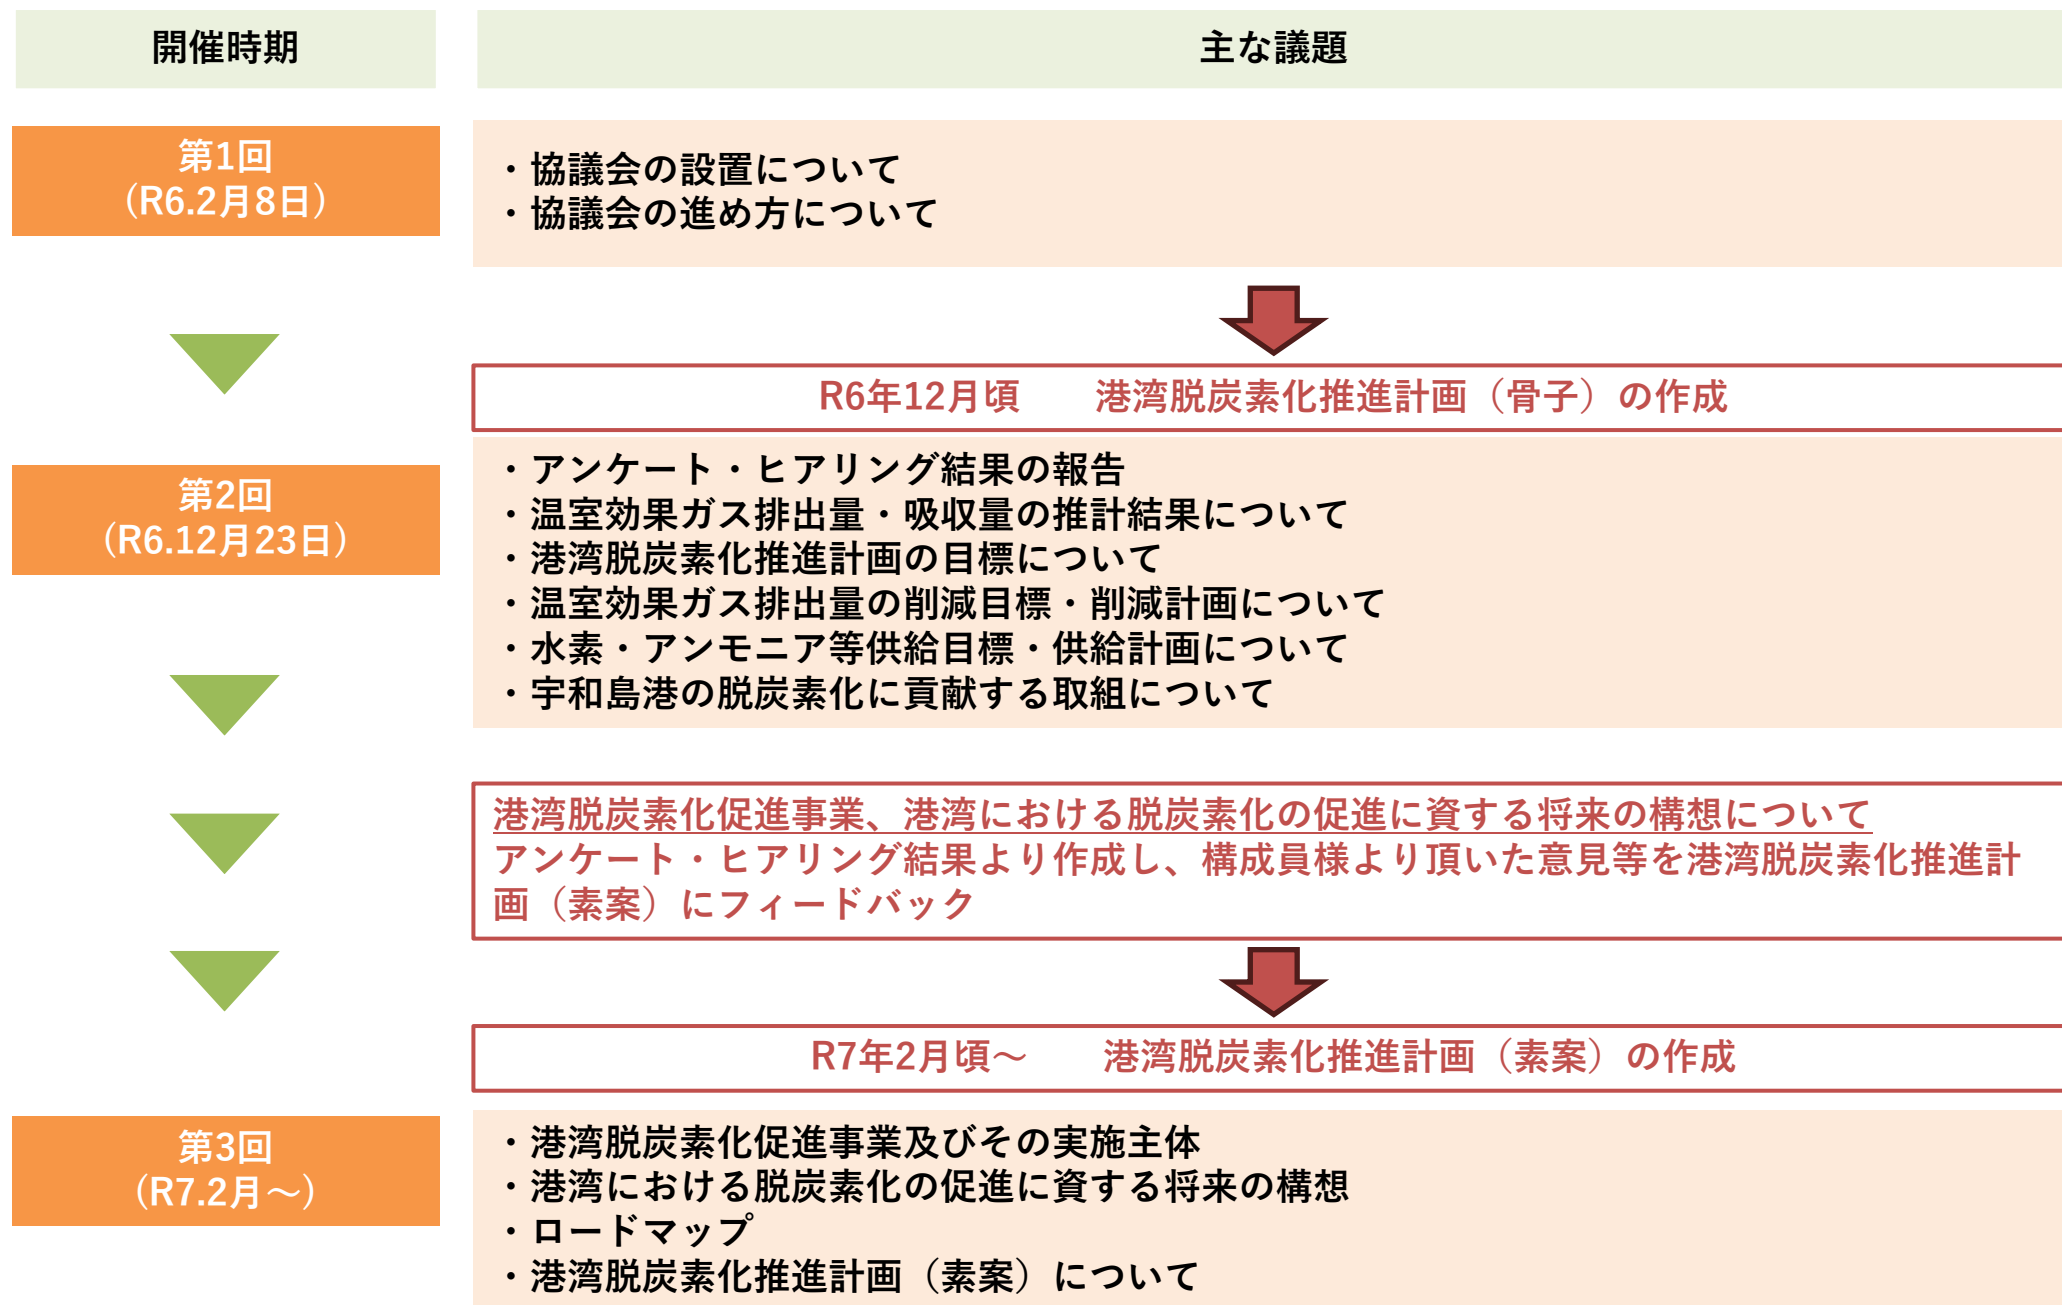 開催時期
主な議題
第1回
(R6.2月8日)
・協議会の設置について
・協議会の進め方について
R6年12月頃　　港湾脱炭素化推進計画（骨子）の作成
第2回
(R6.12月23日)
・アンケート・ヒアリング結果の報告
・温室効果ガス排出量・吸収量の推計結果について
・港湾脱炭素化推進計画の目標について
・温室効果ガス排出量の削減目標・削減計画について
・水素・アンモニア等供給目標・供給計画について
・宇和島港の脱炭素化に貢献する取組について
港湾脱炭素化促進事業、港湾における脱炭素化の促進に資する将来の構想について
アンケート・ヒアリング結果より作成し、構成員様より頂いた意見等を港湾脱炭素化推進計
画（素案）にフィードバック
R7年2月頃～　　港湾脱炭素化推進計画（素案）の作成
第3回
(R7.2月～)
・港湾脱炭素化促進事業及びその実施主体
・港湾における脱炭素化の促進に資する将来の構想
・ロードマップ
・港湾脱炭素化推進計画（素案）について